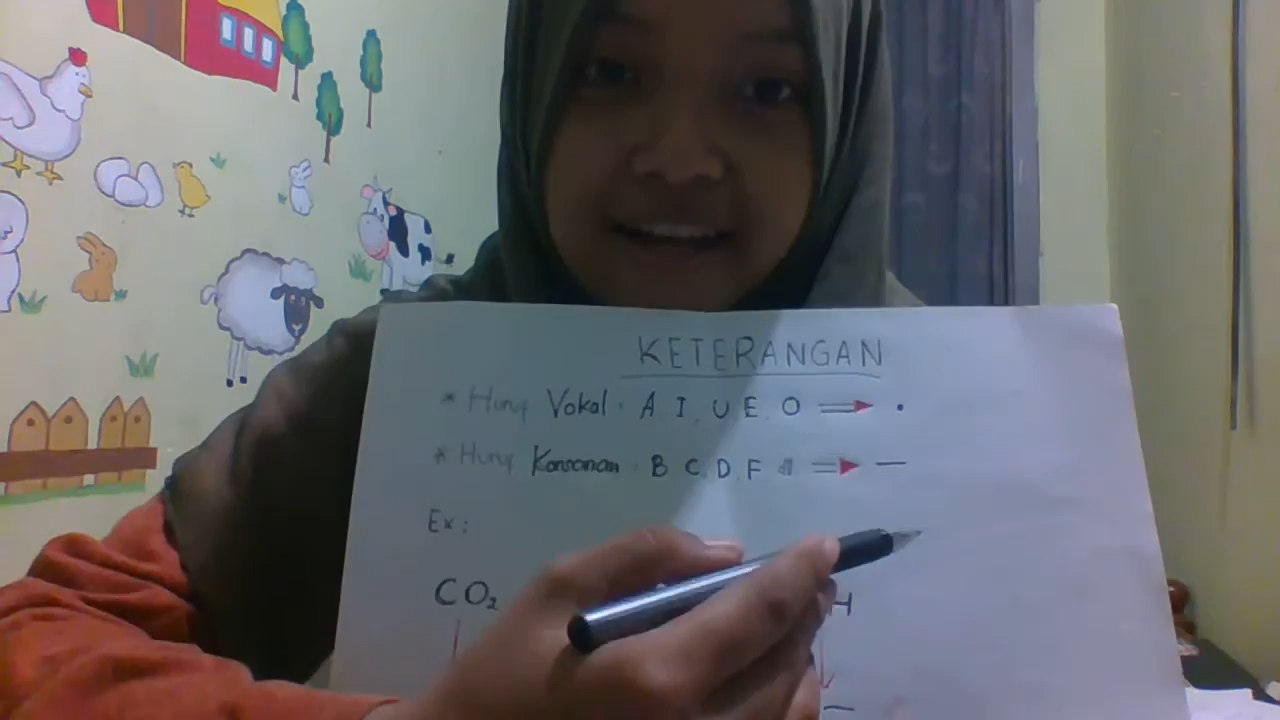 KETERANGAN
* Huruf Vokal : A, I, U, E, O ⇒ •
* Huruf Konsonan : B, C, D, F dll ⇒ —
Ex :
CO₂ H
—